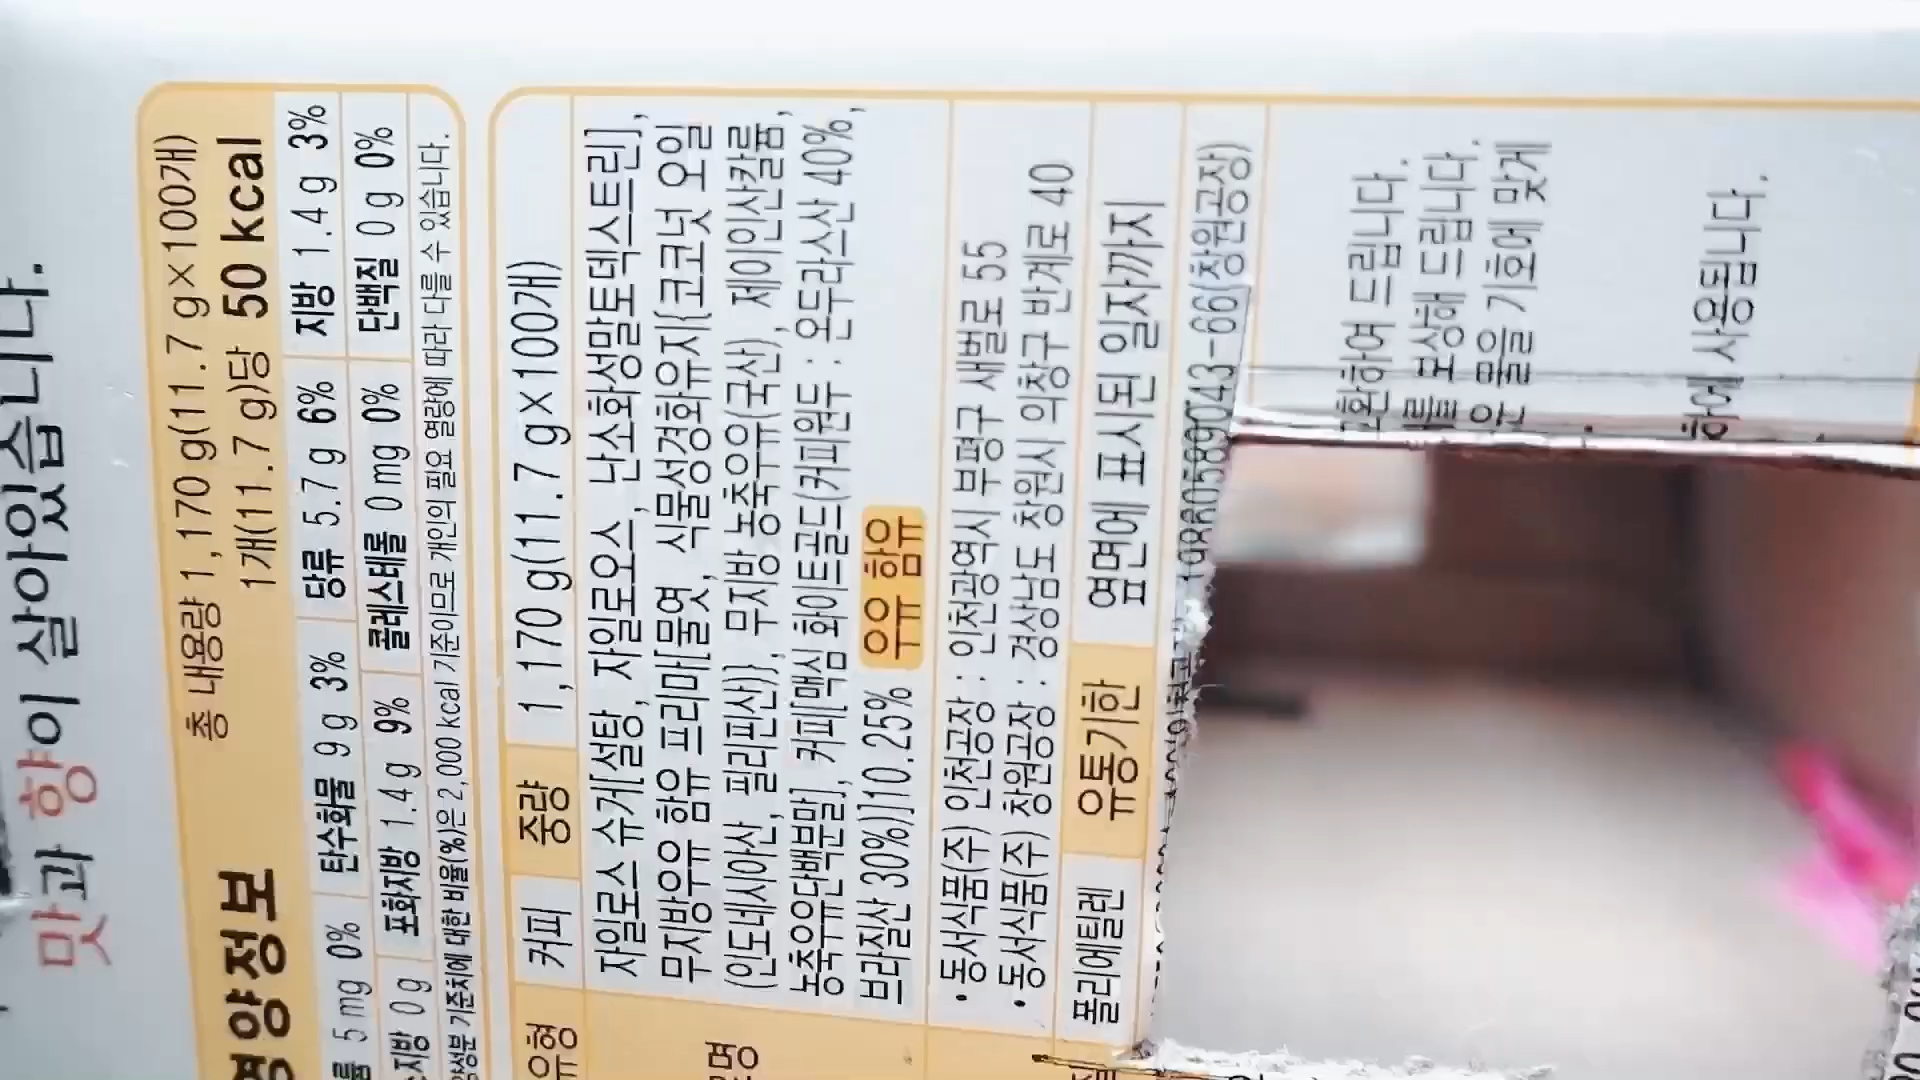 맛과 향이 살아있습니다.
영양정보 총 내용량 1,170 g(11.7 g×100개)
1개(11.7 g)당 50 kcal
5 mg 0% 탄수화물 9 g 3% 당류 5.7 g 6% 지방 1.4 g 3%
0 g 포화지방 1.4 g 9% 콜레스테롤 0 mg 0% 단백질 0 g 0%
기준치에 대한 비율(%)은 2,000 kcal 기준이므로 개인의 필요 열량에 따라 다를 수 있습니다.
유형 커피 중량 1,170 g(11.7 g×100개)
자일로스 슈거[설탕, 자일로오스], 난소화성말토덱스트린],
무지방우유 함유 프리마[물엿, 식물성경화유지{코코넛 오일
(인도네시아산, 필리핀산)}, 무지방 농축우유(국산), 제이인산칼륨,
농축우유단백분말], 커피[맥심 화이트골드(커피원두 : 온두라스산 40%,
브라질산 30%)]10.25% 우유 함유
• 동서식품(주) 인천공장 : 인천광역시 부평구 새벌로 55
• 동서식품(주) 창원공장 : 경상남도 창원시 의창구 반계로 40
폴리에틸렌 유통기한 옆면에 표시된 일자까지
19860589043-66(창원공장)
드립니다.
보상해 드립니다.
물을 기호에 맞게
사용됩니다.